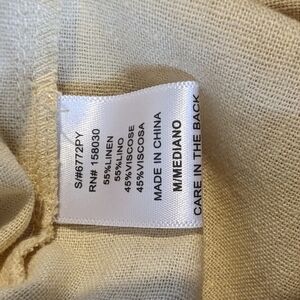 S/#6772PY
RN# 158030
55%LINEN
55%LINO
45%VISCOSE
45%VISCOSA
MADE IN CHINA
M/MEDIANO
CARE IN THE BACK